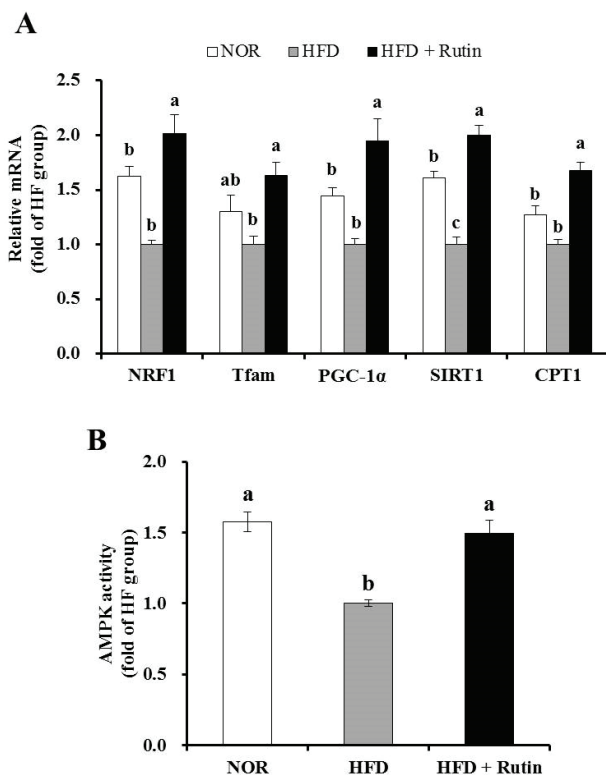 A
NOR HFD HFD + Rutin
Relative mRNA
(fold of HF group)
2.5
2.0
1.5
1.0
0.5
0.0
b b a
ab b a
b b a
b c a
b b a
NRF1 Tfam PGC-1α SIRT1 CPT1
B
AMPK activity
(fold of HF group)
2.0
1.5
1.0
0.5
0.0
a b a
NOR HFD HFD + Rutin